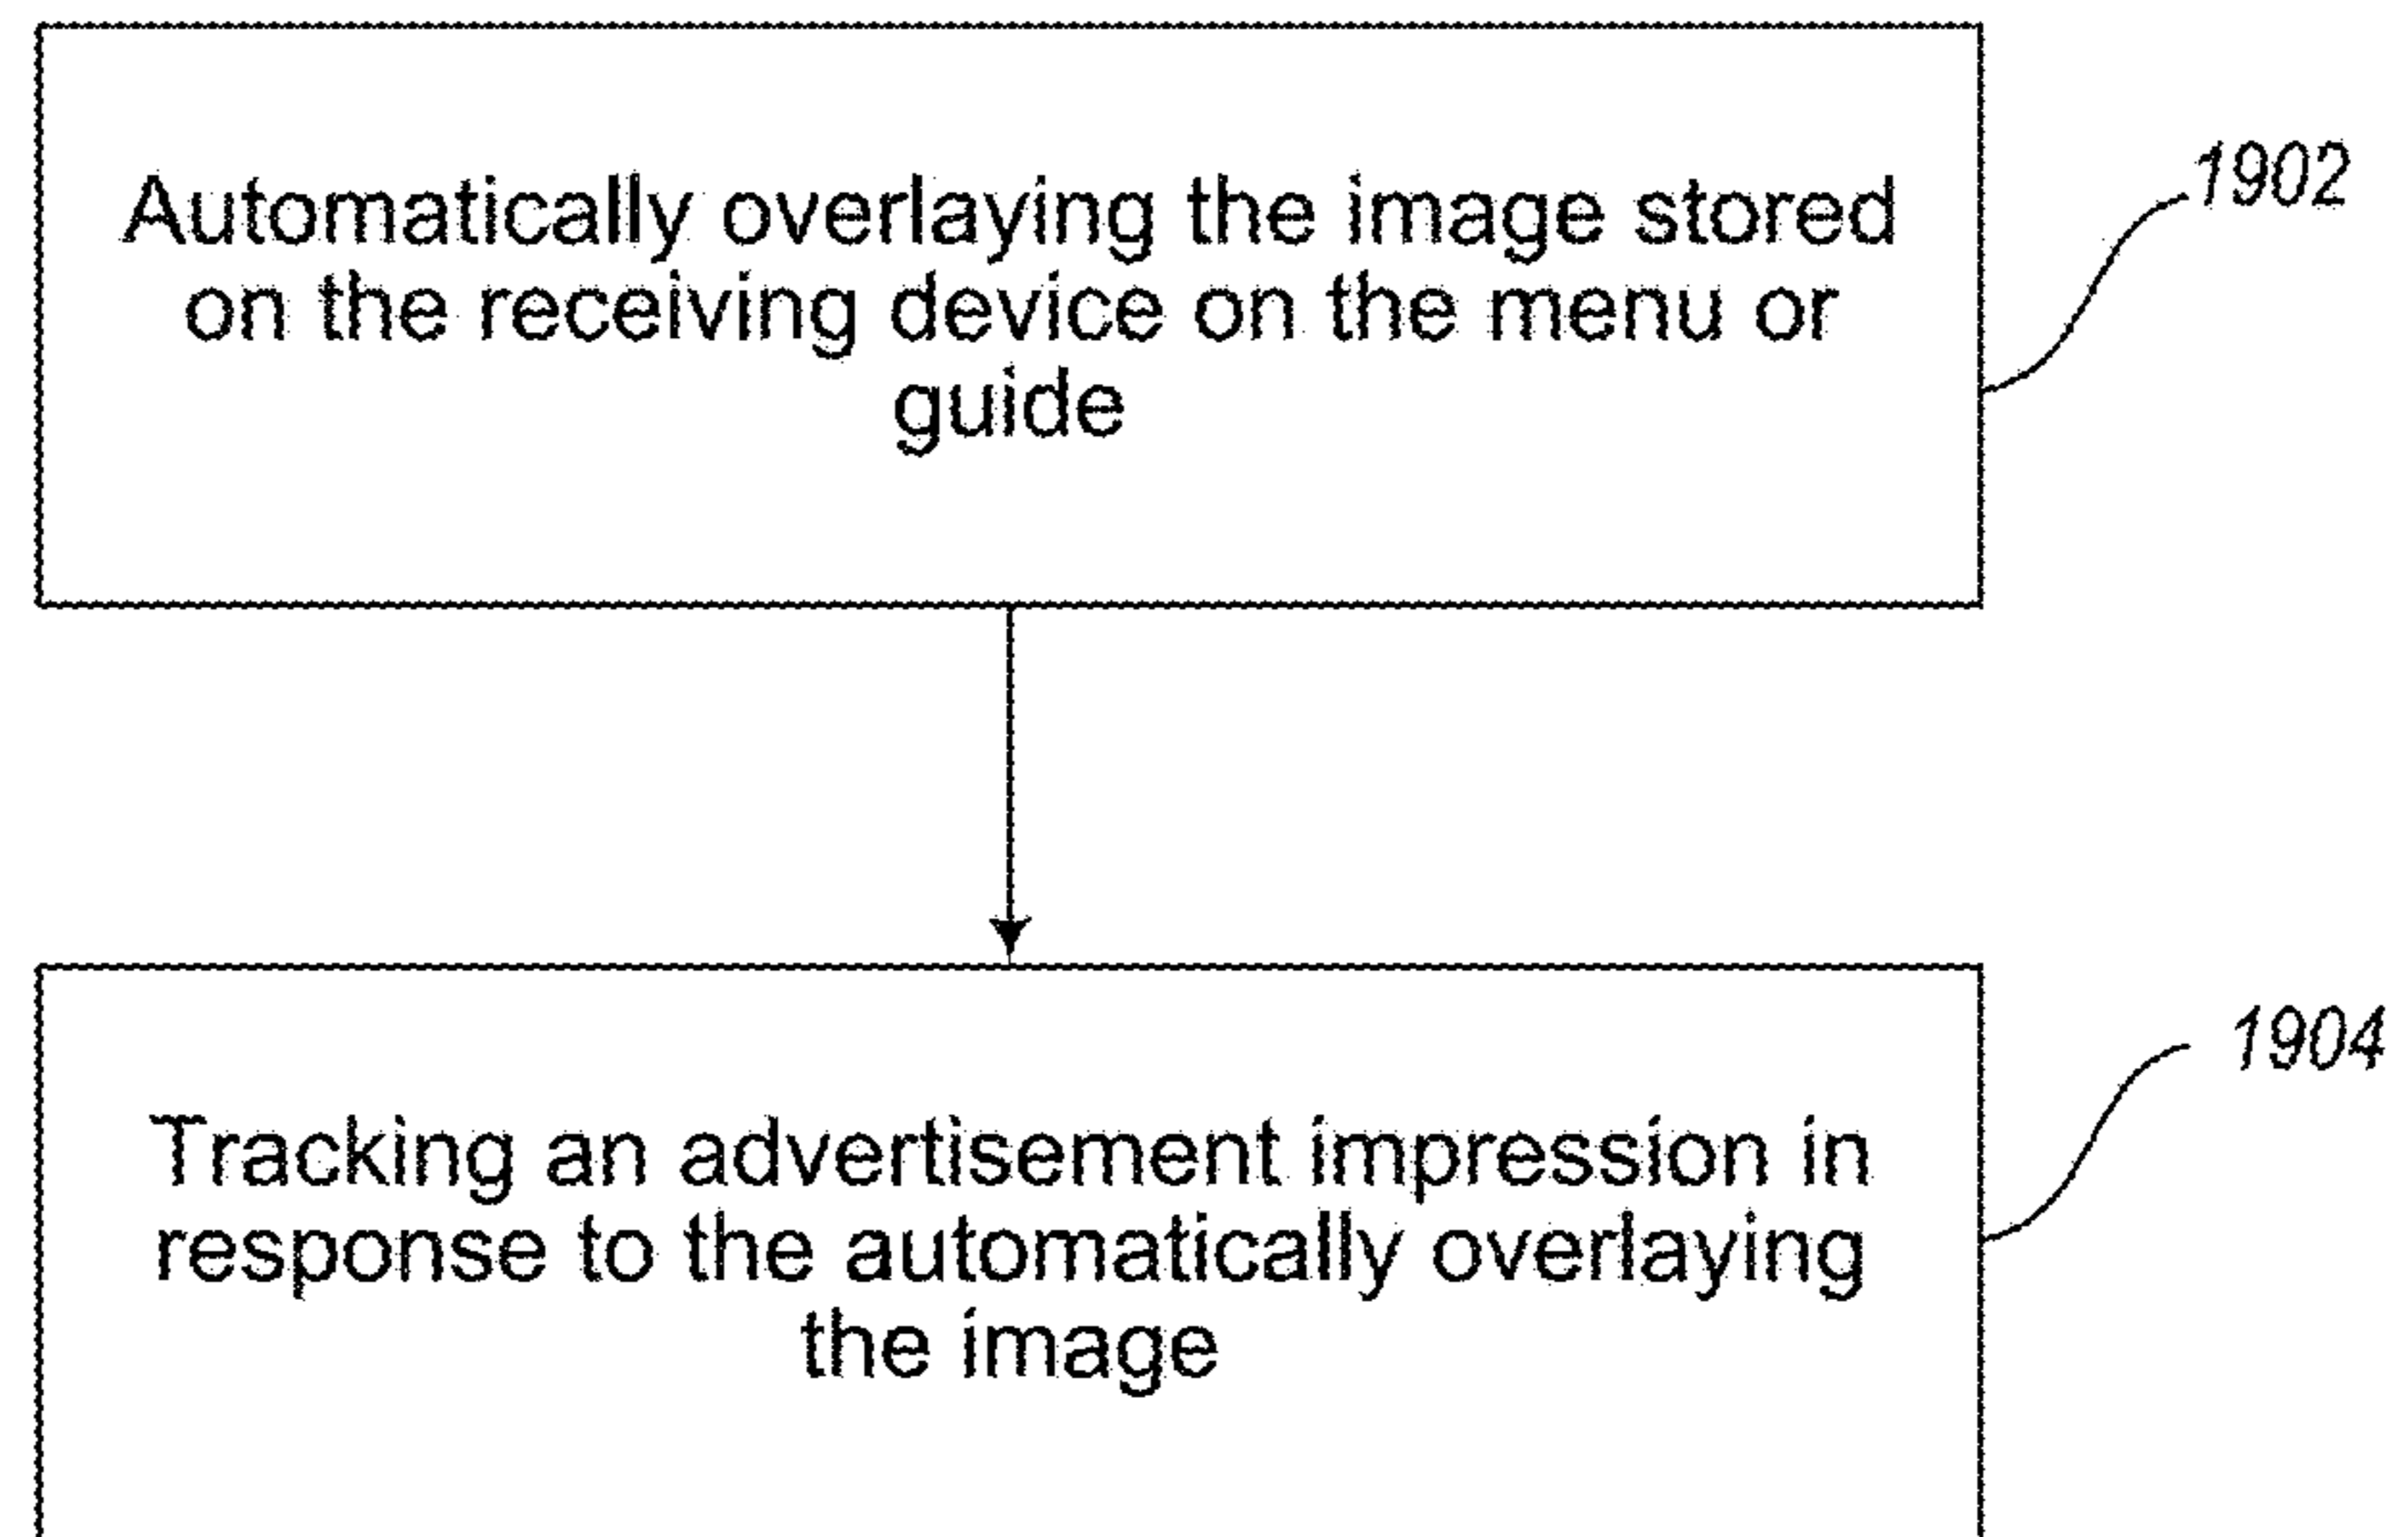 Automatically overlaying the image stored
on the receiving device on the menu or
guide
1902
Tracking an advertisement impression in
response to the automatically overlaying
the image
1904